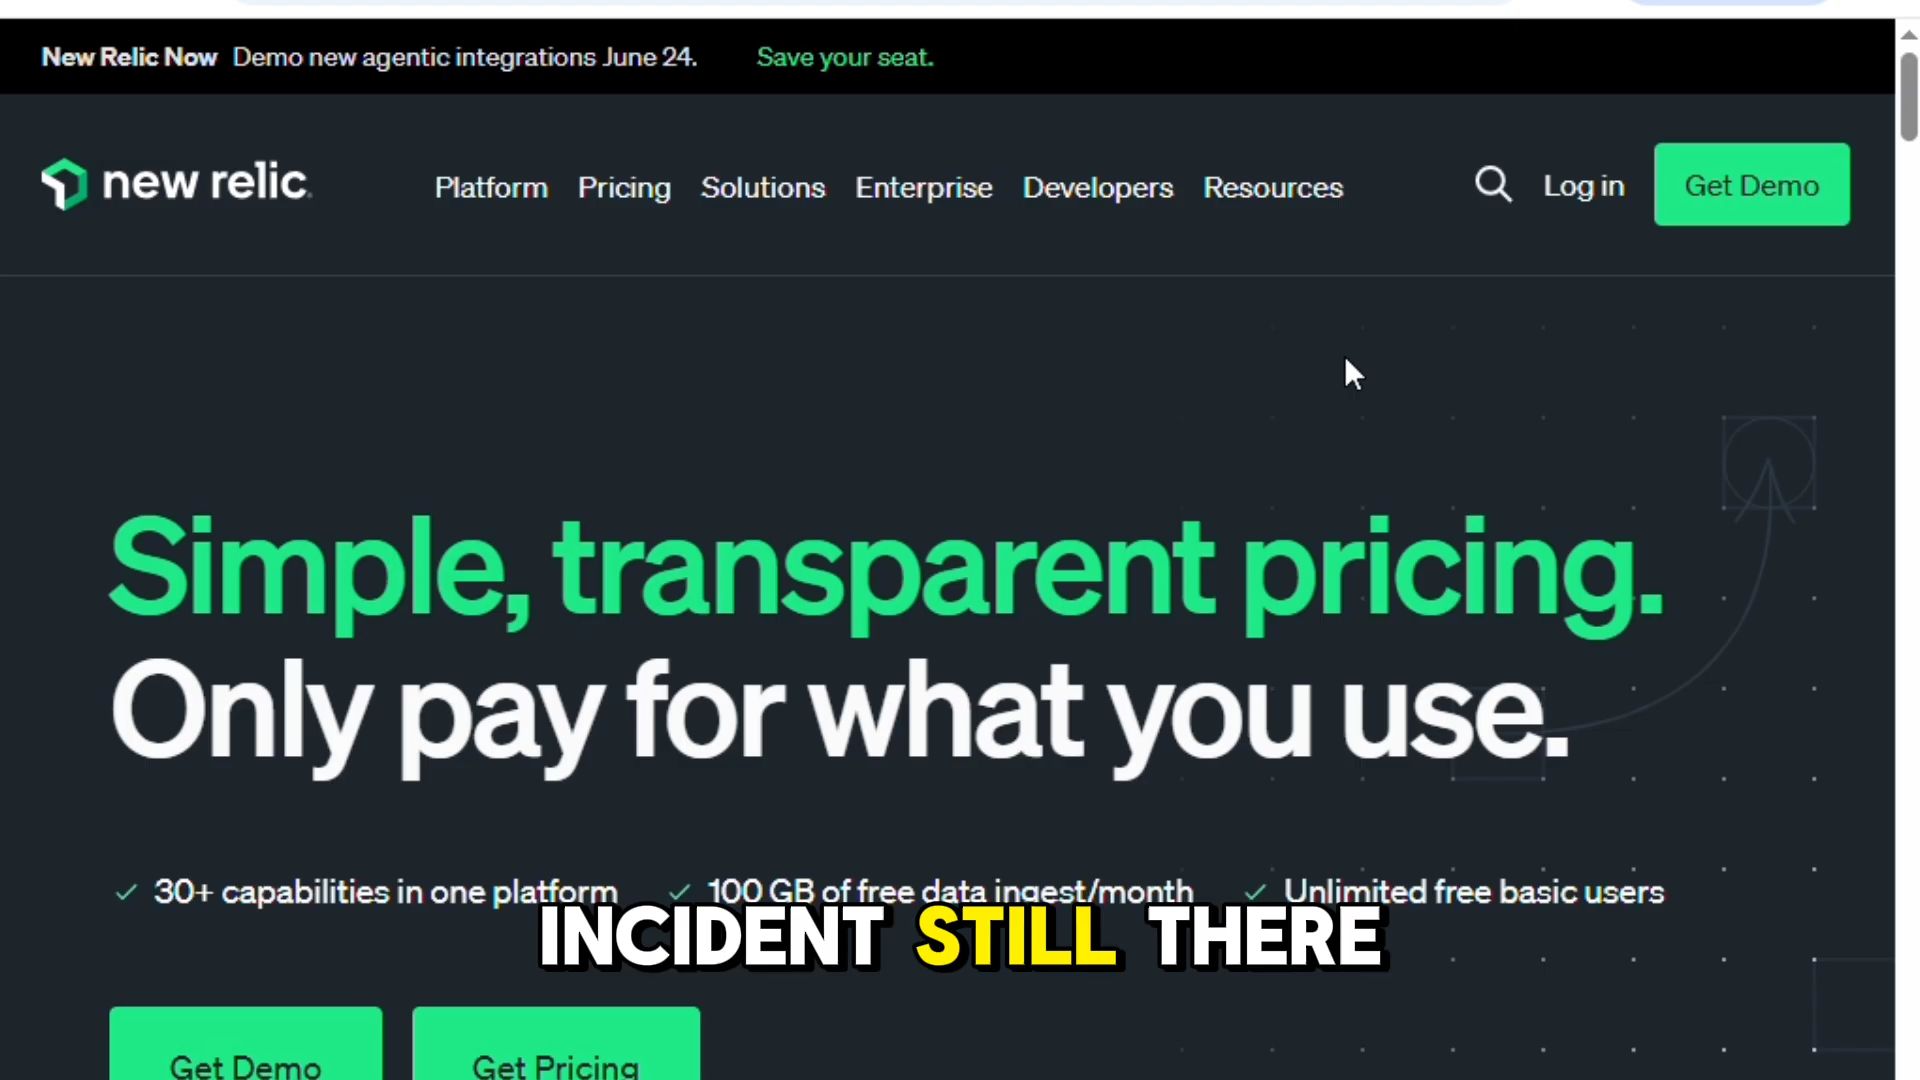 New Relic Now Demo new agentic integrations June 24. Save your seat.
new relic Platform Pricing Solutions Enterprise Developers Resources Log in Get Demo
Simple, transparent pricing.
Only pay for what you use.
30+ capabilities in one platform 100 GB of free data ingest/month Unlimited free basic users
INCIDENT STILL THERE
Get Demo Get Pricing